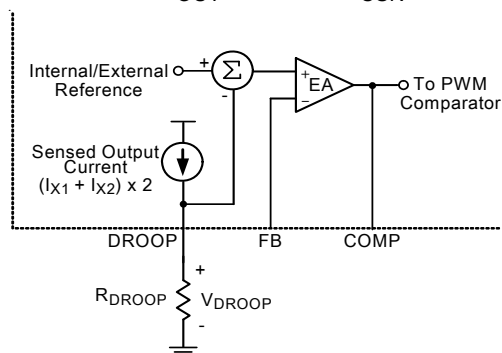 Internal/External
Reference
+
-
Σ
+
−
EA
To PWM
Comparator
Sensed Output
Current
(IX1 + IX2) x 2
DROOP
FB
COMP
+
RDROOP
VDROOP
-